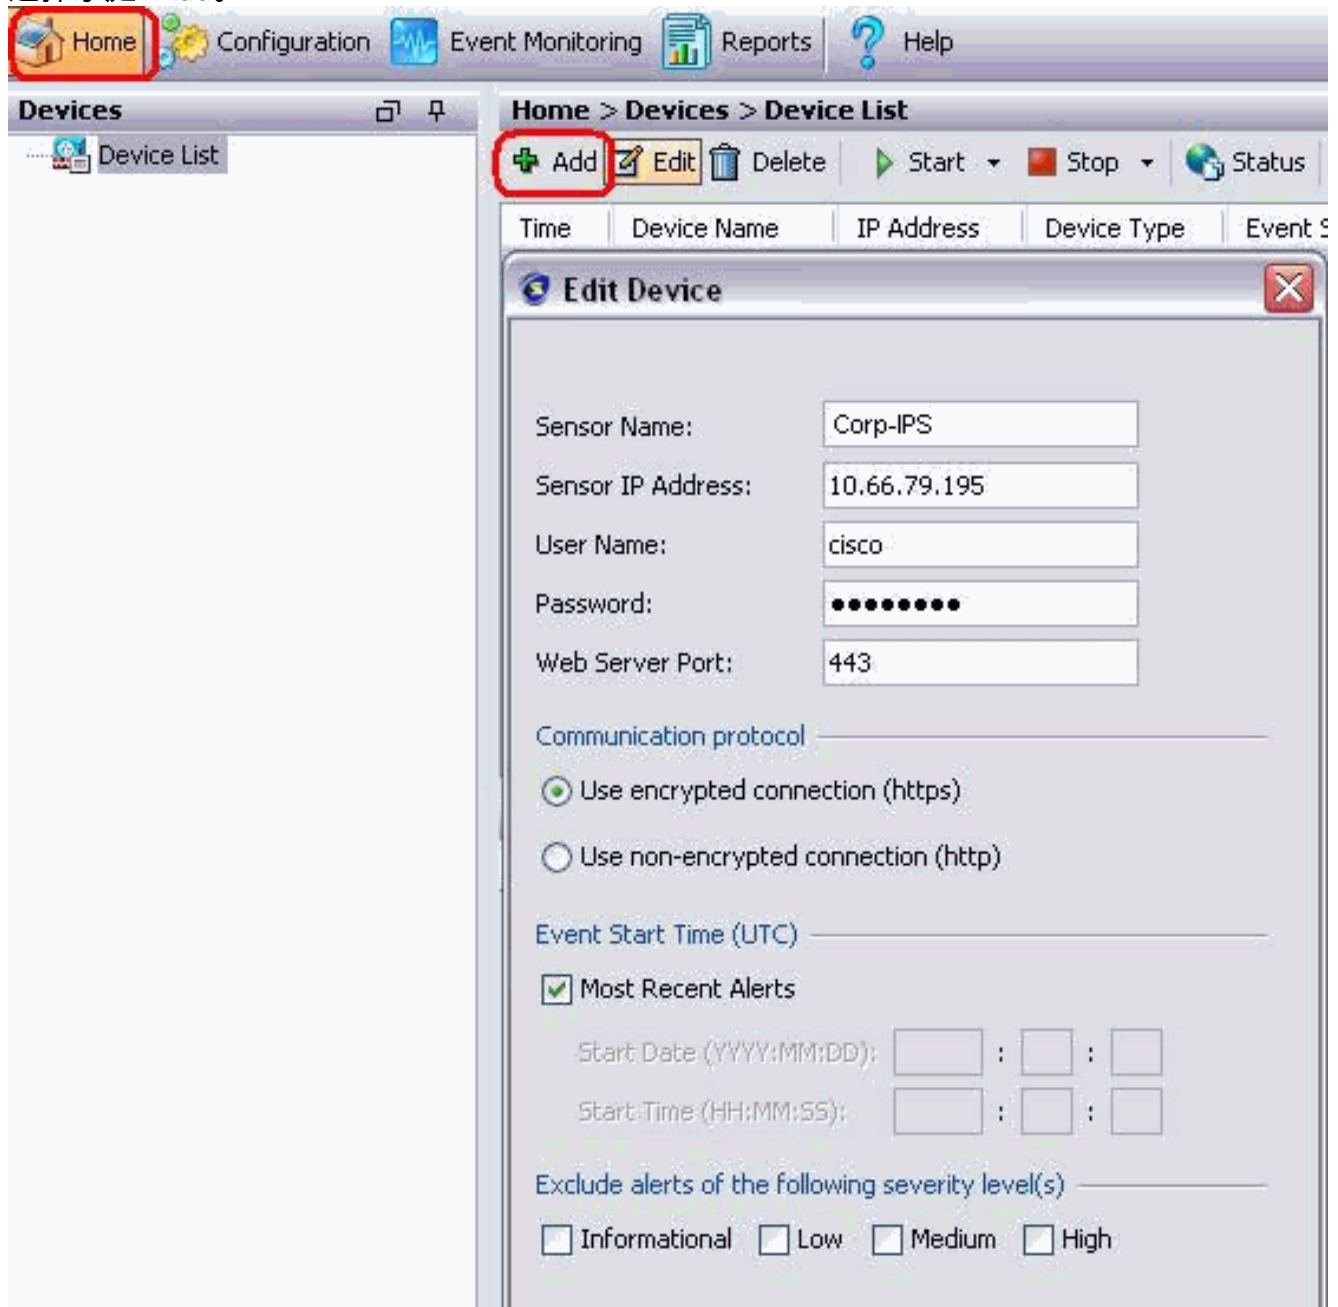 Home Configuration Event Monitoring Reports Help
Devices
Device List
Home > Devices > Device List
Add Edit Delete Start Stop Status
Time Device Name IP Address Device Type Event
Edit Device
Sensor Name: Corp-IPS
Sensor IP Address: 10.66.79.195
User Name: cisco
Password: ●●●●●●●●
Web Server Port: 443
Communication protocol
Use encrypted connection (https)
Use non-encrypted connection (http)
Event Start Time (UTC)
Most Recent Alerts
Start Date (YYYY:MM:DD): : :
Start Time (HH:MM:SS): : :
Exclude alerts of the following severity level(s)
Informational Low Medium High